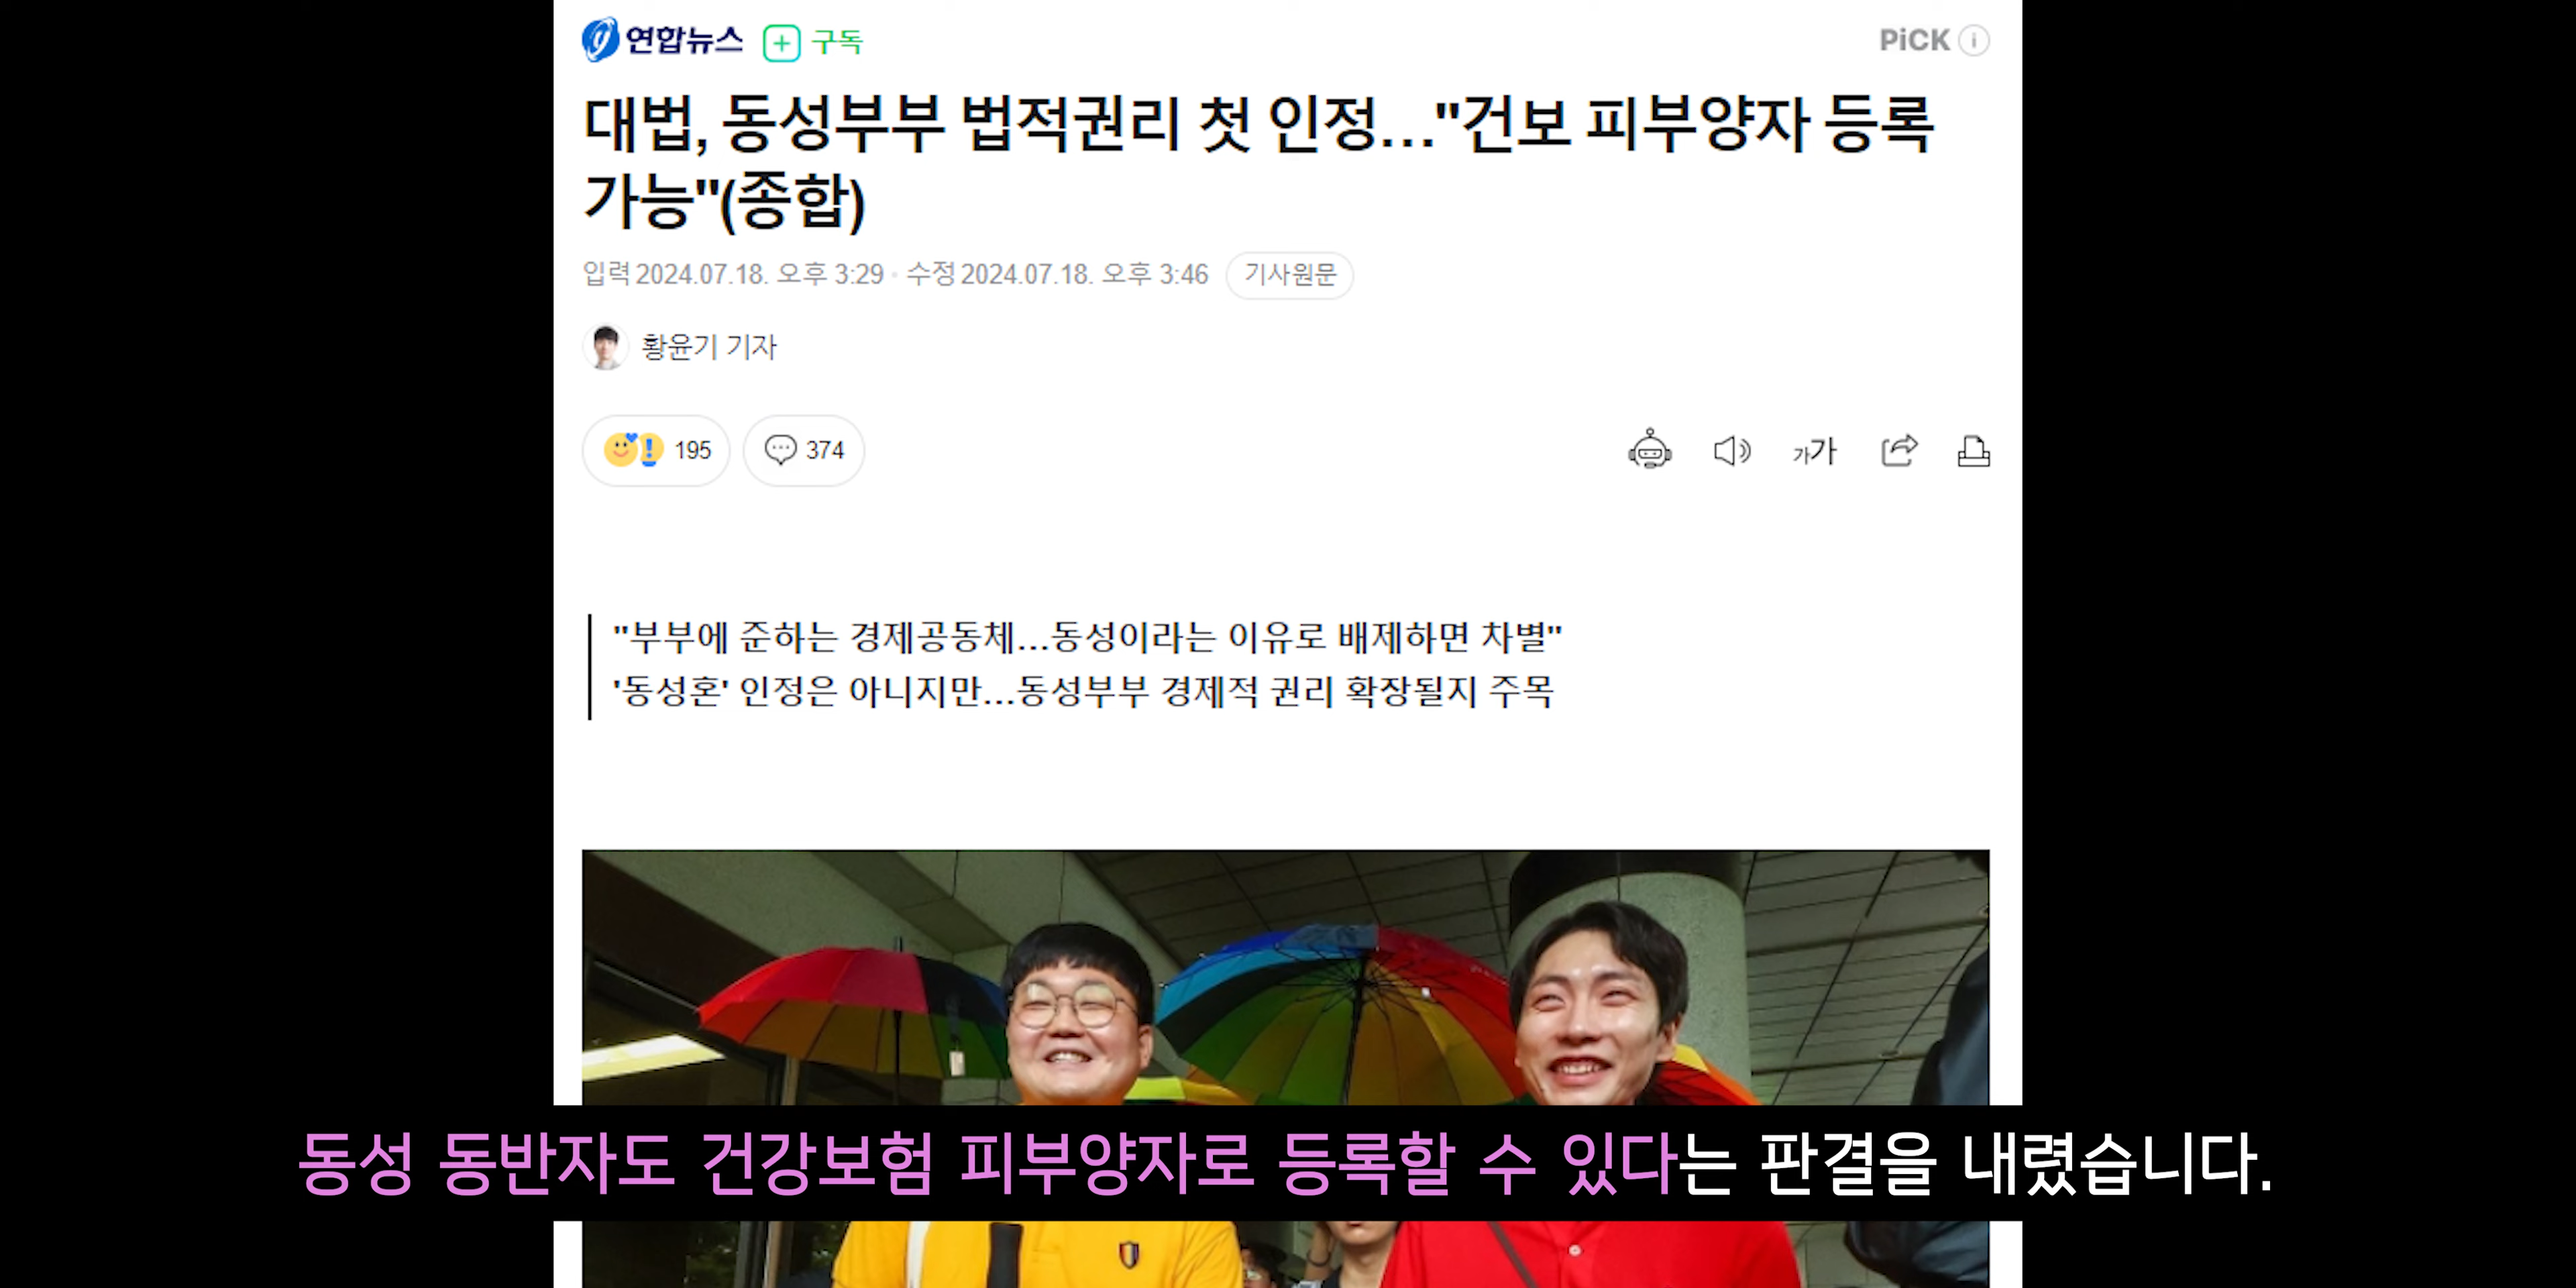 연합뉴스 구독
PiCK
대법, 동성부부 법적권리 첫 인정…"건보 피부양자 등록
가능"(종합)
입력 2024.07.18. 오후 3:29 · 수정 2024.07.18. 오후 3:46 기사원문
황윤기 기자
195 374
가가
"부부에 준하는 경제공동체…동성이라는 이유로 배제하면 차별"
'동성혼' 인정은 아니지만…동성부부 경제적 권리 확장될지 주목
동성 동반자도 건강보험 피부양자로 등록할 수 있다는 판결을 내렸습니다.